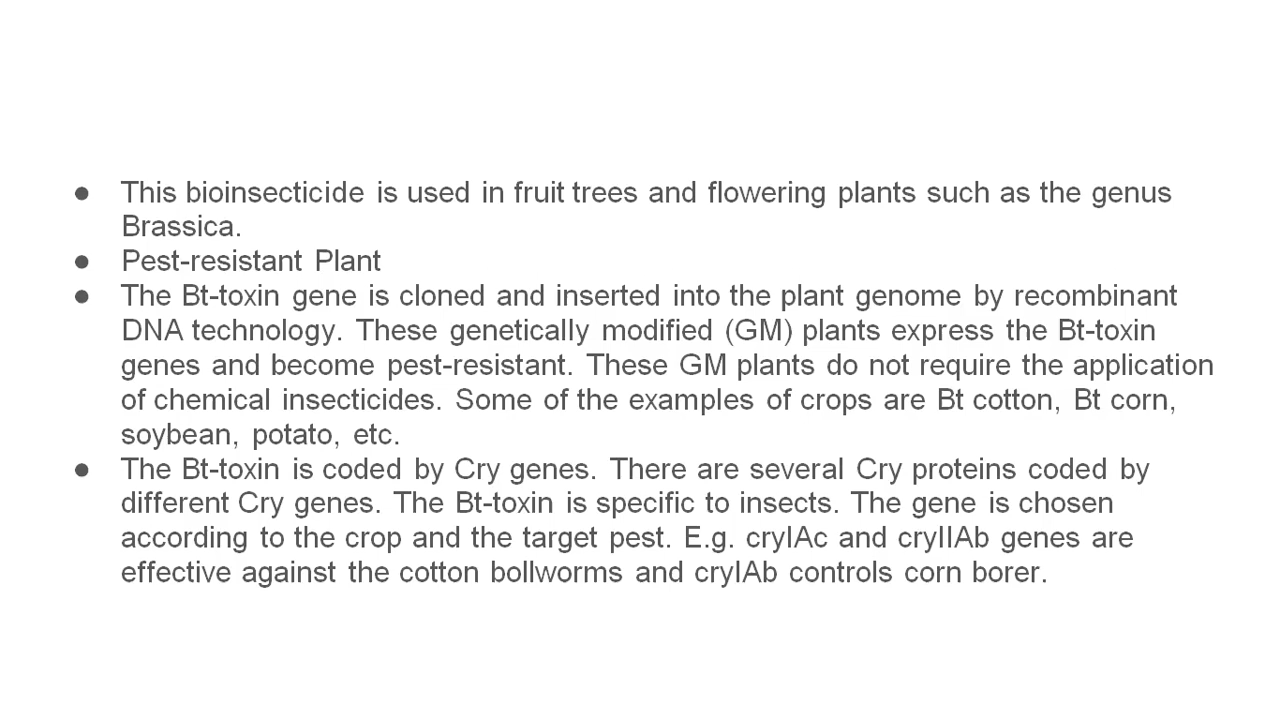 ● This bioinsecticide is used in fruit trees and flowering plants such as the genus
Brassica.
● Pest-resistant Plant
● The Bt-toxin gene is cloned and inserted into the plant genome by recombinant
DNA technology. These genetically modified (GM) plants express the Bt-toxin
genes and become pest-resistant. These GM plants do not require the application
of chemical insecticides. Some of the examples of crops are Bt cotton, Bt corn,
soybean, potato, etc.
● The Bt-toxin is coded by Cry genes. There are several Cry proteins coded by
different Cry genes. The Bt-toxin is specific to insects. The gene is chosen
according to the crop and the target pest. E.g. cryIAc and cryIIAb genes are
effective against the cotton bollworms and cryIAb controls corn borer.